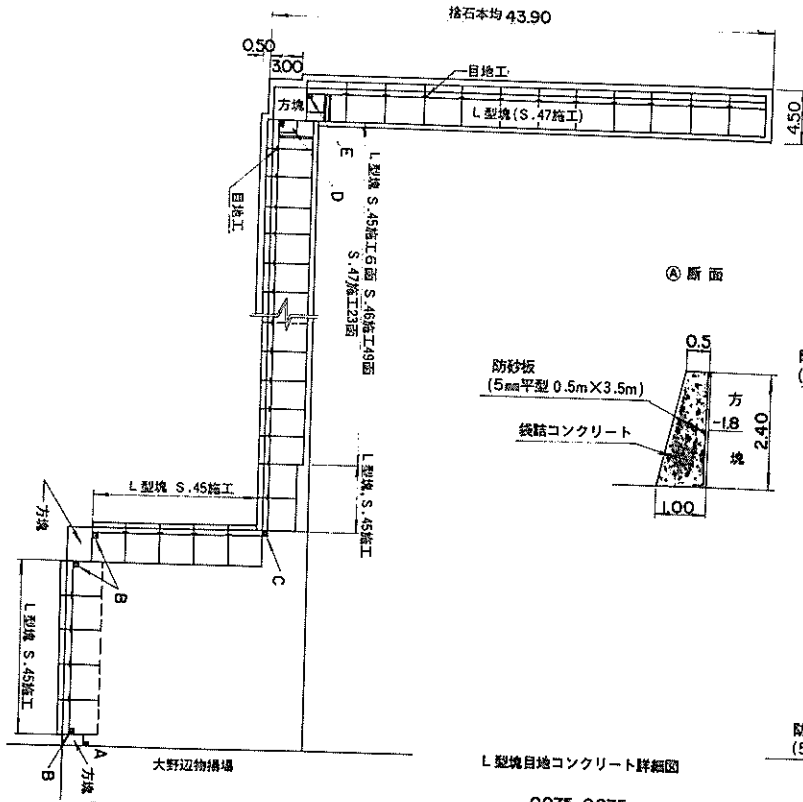 捨石本均 43.90
0.50
3.00
目地工
方塊
L型塊(S.47施工)
4.50
E
D
目地工
L型塊 S.45施工6函 S.46施工49函
S.47施工23函
Ⓐ 断面
0.5
防砂板
(5㎜平型 0.5m×3.5m)
方
-1.8
塊
2.40
袋詰コンクリート
1.00
L型塊 S.45施工
L型塊 S.45施工
方塊
C
B
L型塊 S.45施工
A
B
方塊
大野辺物揚場
L型塊目地コンクリート詳細図